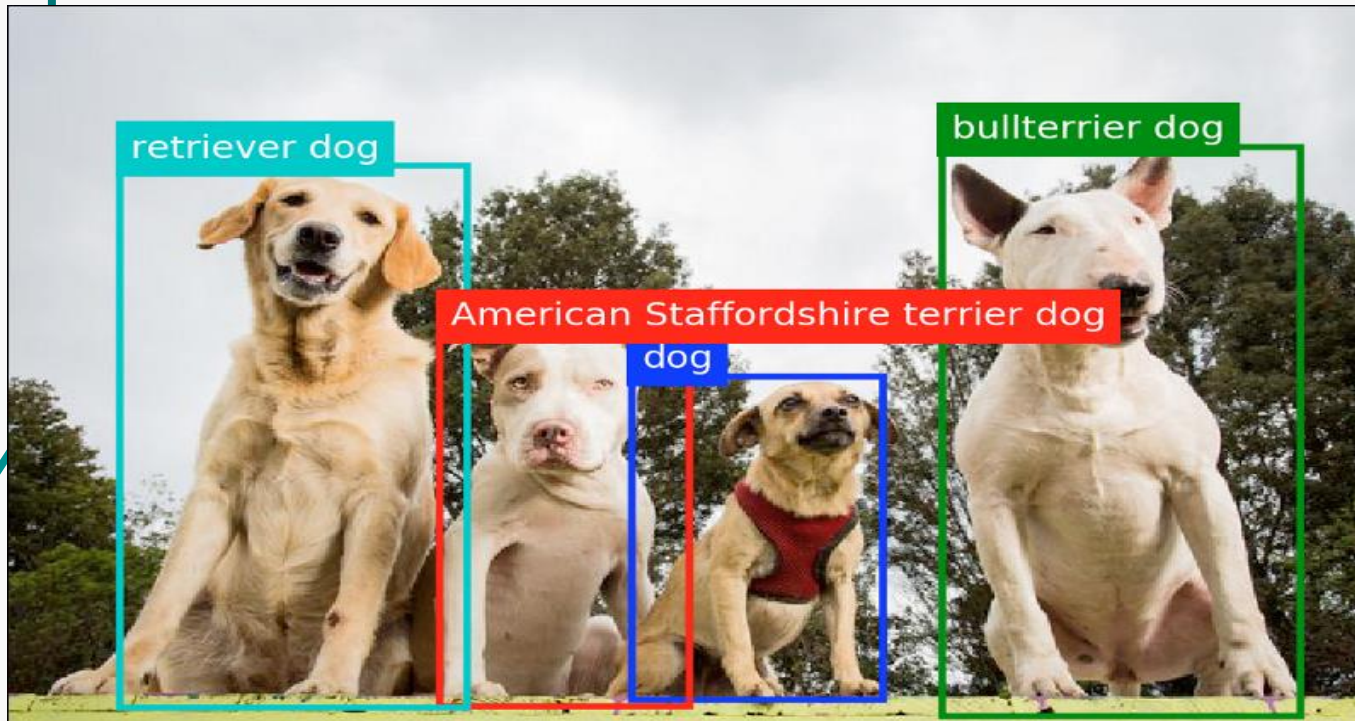 retriever dog
bullterrier dog
American Staffordshire terrier dog
dog